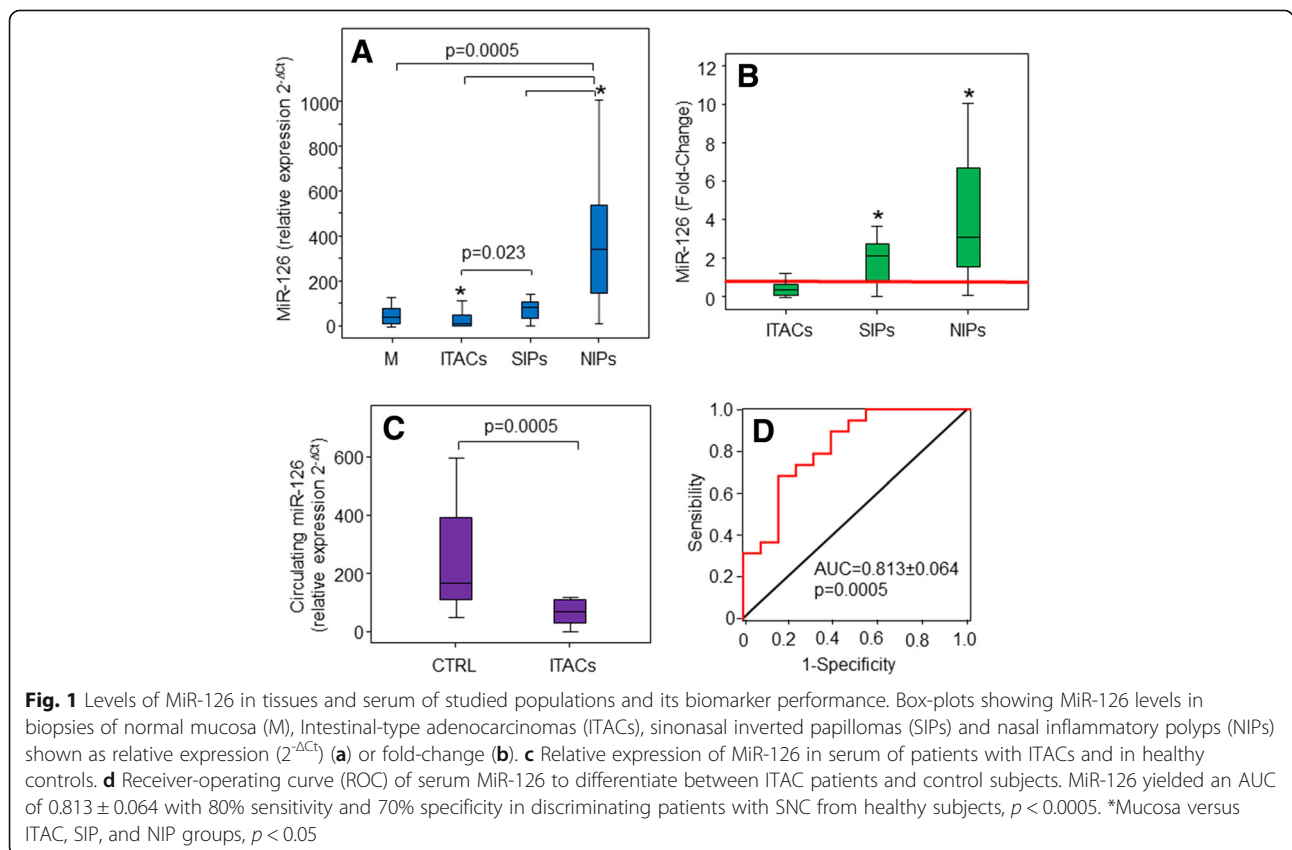 A
p=0.0005
*
p=0.023
*
MiR-126 (relative expression 2-ΔCt)
1000
800
600
400
200
0
M ITACs SIPs NIPs
B
*
*
MiR-126 (Fold-Change)
12
10
8
6
4
2
0
ITACs SIPs NIPs
C
p=0.0005
Circulating miR-126
(relative expression 2-ΔCt)
600
400
200
0
CTRL ITACs
D
Sensibility
1.0
0.8
0.6
0.4
0.2
0
AUC=0.813±0.064
p=0.0005
0 0.2 0.4 0.6 0.8 1.0
1-Specificity
Fig. 1 Levels of MiR-126 in tissues and serum of studied populations and its biomarker performance. Box-plots showing MiR-126 levels in
biopsies of normal mucosa (M), Intestinal-type adenocarcinomas (ITACs), sinonasal inverted papillomas (SIPs) and nasal inflammatory polyps (NIPs)
shown as relative expression (2-ΔCt) (a) or fold-change (b). c Relative expression of MiR-126 in serum of patients with ITACs and in healthy
controls. d Receiver-operating curve (ROC) of serum MiR-126 to differentiate between ITAC patients and control subjects. MiR-126 yielded an AUC
of 0.813 ± 0.064 with 80% sensitivity and 70% specificity in discriminating patients with SNC from healthy subjects, p < 0.0005. *Mucosa versus
ITAC, SIP, and NIP groups, p < 0.05